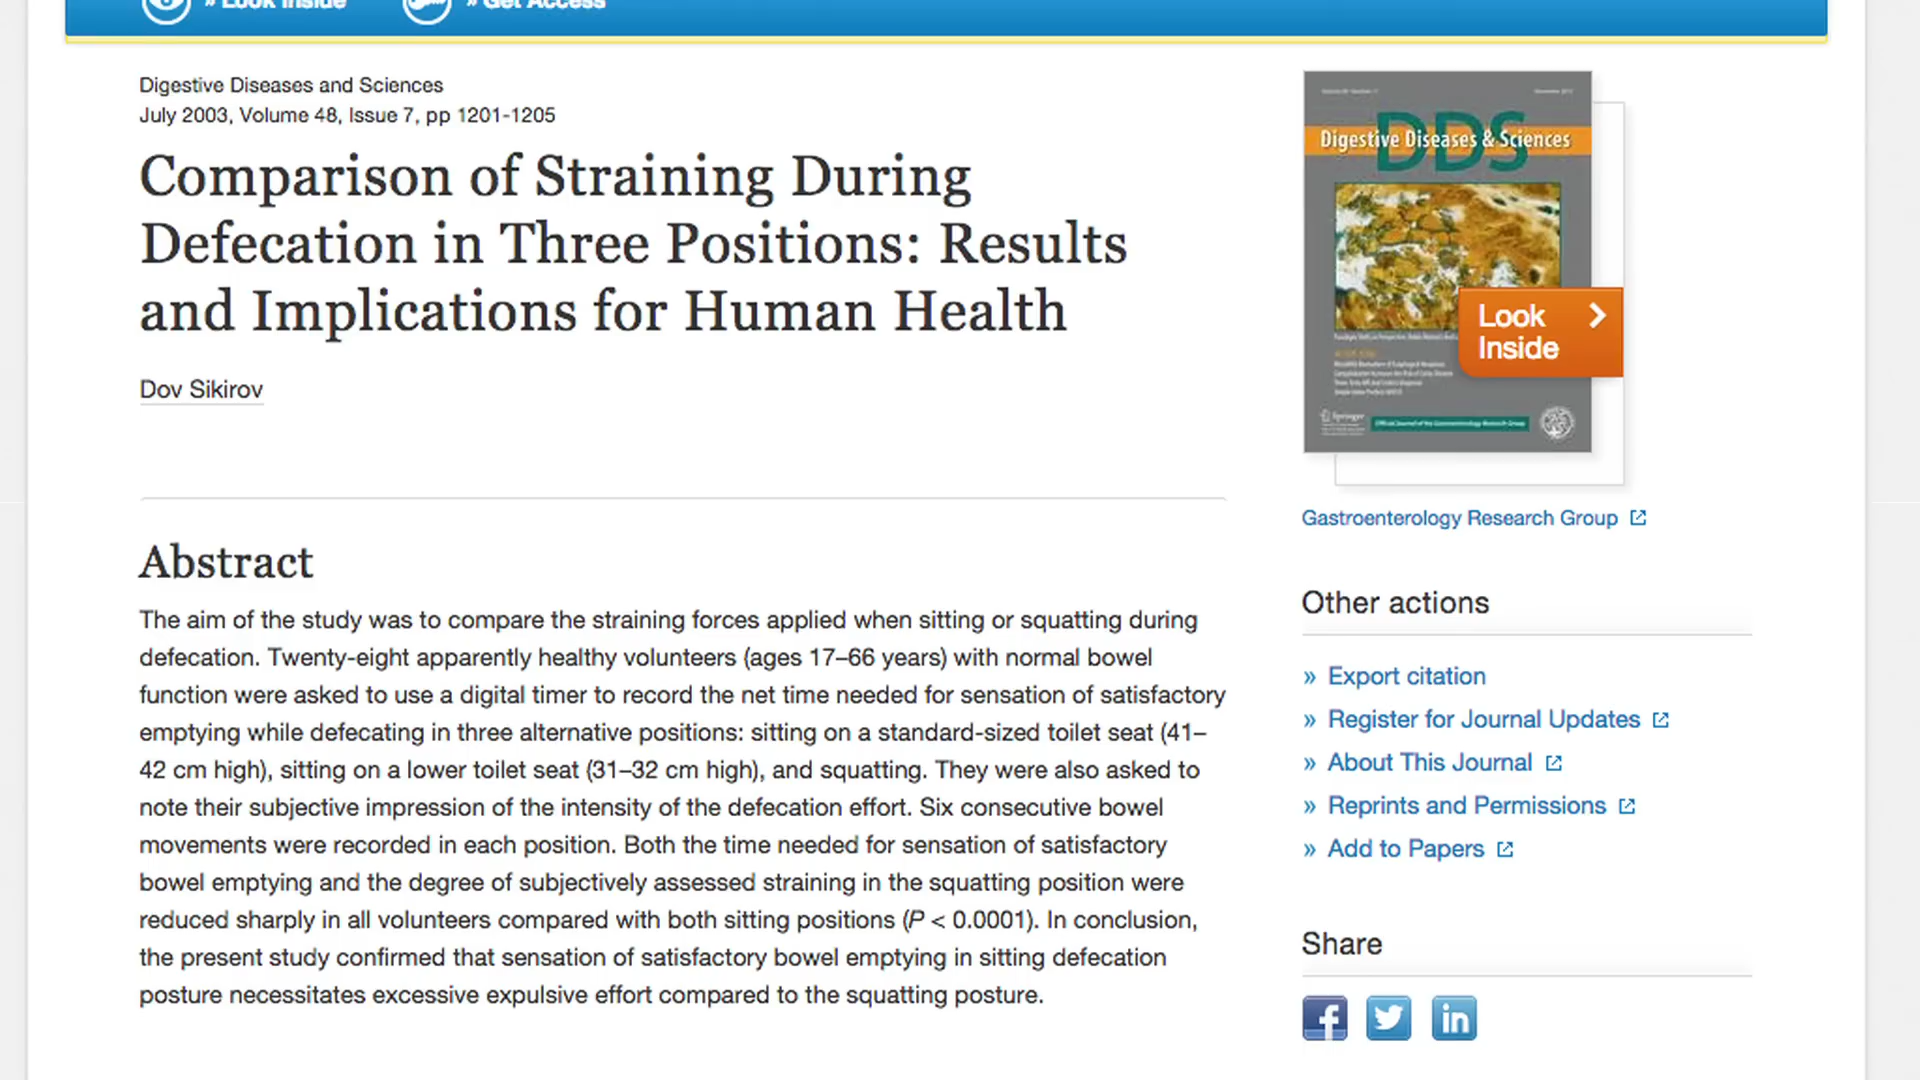 » Look Inside
» Get Access
Digestive Diseases and Sciences
July 2003, Volume 48, Issue 7, pp 1201-1205
Comparison of Straining During
Defecation in Three Positions: Results
and Implications for Human Health
Dov Sikirov
Abstract
The aim of the study was to compare the straining forces applied when sitting or squatting during
defecation. Twenty-eight apparently healthy volunteers (ages 17–66 years) with normal bowel
function were asked to use a digital timer to record the net time needed for sensation of satisfactory
emptying while defecating in three alternative positions: sitting on a standard-sized toilet seat (41–
42 cm high), sitting on a lower toilet seat (31–32 cm high), and squatting. They were also asked to
note their subjective impression of the intensity of the defecation effort. Six consecutive bowel
movements were recorded in each position. Both the time needed for sensation of satisfactory
bowel emptying and the degree of subjectively assessed straining in the squatting position were
reduced sharply in all volunteers compared with both sitting positions (P < 0.0001). In conclusion,
the present study confirmed that sensation of satisfactory bowel emptying in sitting defecation
posture necessitates excessive expulsive effort compared to the squatting posture.
DDS
Digestive Diseases & Sciences
Look
Inside
Springer
Official Journal of the Gastroenterology Research Group
Gastroenterology Research Group
Other actions
» Export citation
» Register for Journal Updates
» About This Journal
» Reprints and Permissions
» Add to Papers
Share
f
in